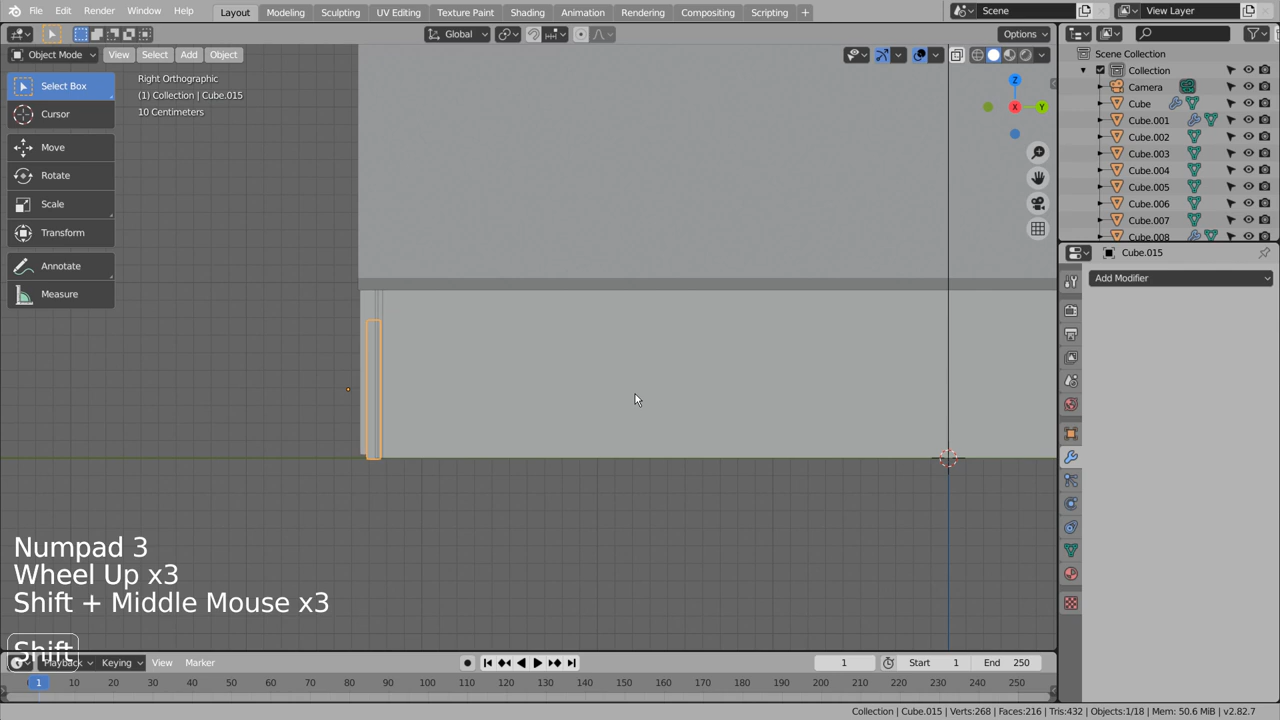 File Edit Render Window Help Layout Modeling Sculpting UV Editing Texture Paint Shading Animation Rendering Compositing Scripting + Scene View Layer
Global Options
Object Mode View Select Add Object
Select Box
Cursor
Move
Rotate
Scale
Transform
Annotate
Measure
Right Orthographic
(1) Collection | Cube.015
10 Centimeters
Z
X
Y
Scene Collection
Collection
Camera
Cube
Cube.001
Cube.002
Cube.003
Cube.004
Cube.005
Cube.006
Cube.007
Cube.008
Cube.015
Add Modifier
Numpad 3
Wheel Up x3
Shift + Middle Mouse x3
Shift
Playback Keying View Marker 1 Start 1 End 250
1 10 20 30 40 50 60 70 80 90 100 110 120 130 140 150 160 170 180 190 200 210 220 230 240 250
Collection | Cube.015 | Verts:268 | Faces:216 | Tris:432 | Objects:1/18 | Mem: 50.6 MiB | v2.82.7